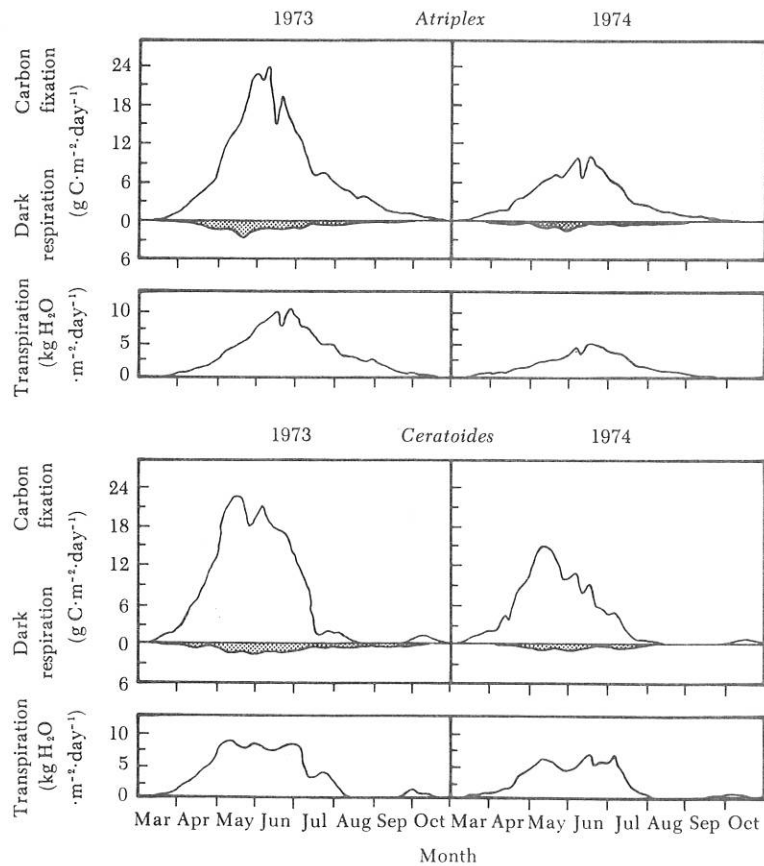 1973 Atriplex 1974
Carbon fixation
Dark respiration
(g C·m⁻²·day⁻¹)
24
18
12
6
0
6
Transpiration
(kg H₂O
·m⁻²·day⁻¹)
10
5
0
1973 Ceratoides 1974
Carbon fixation
Dark respiration
(g C·m⁻²·day⁻¹)
24
18
12
6
0
6
Transpiration
(kg H₂O
·m⁻²·day⁻¹)
10
5
0
Mar Apr May Jun Jul Aug Sep Oct Mar Apr May Jun Jul Aug Sep Oct
Month